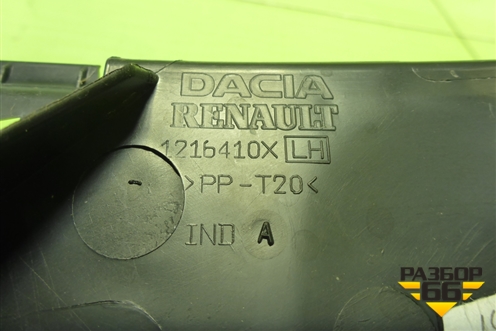 DACIA
RENAULT
1216410X LH
>PP-T20<
IND A
РАЗБОР
66